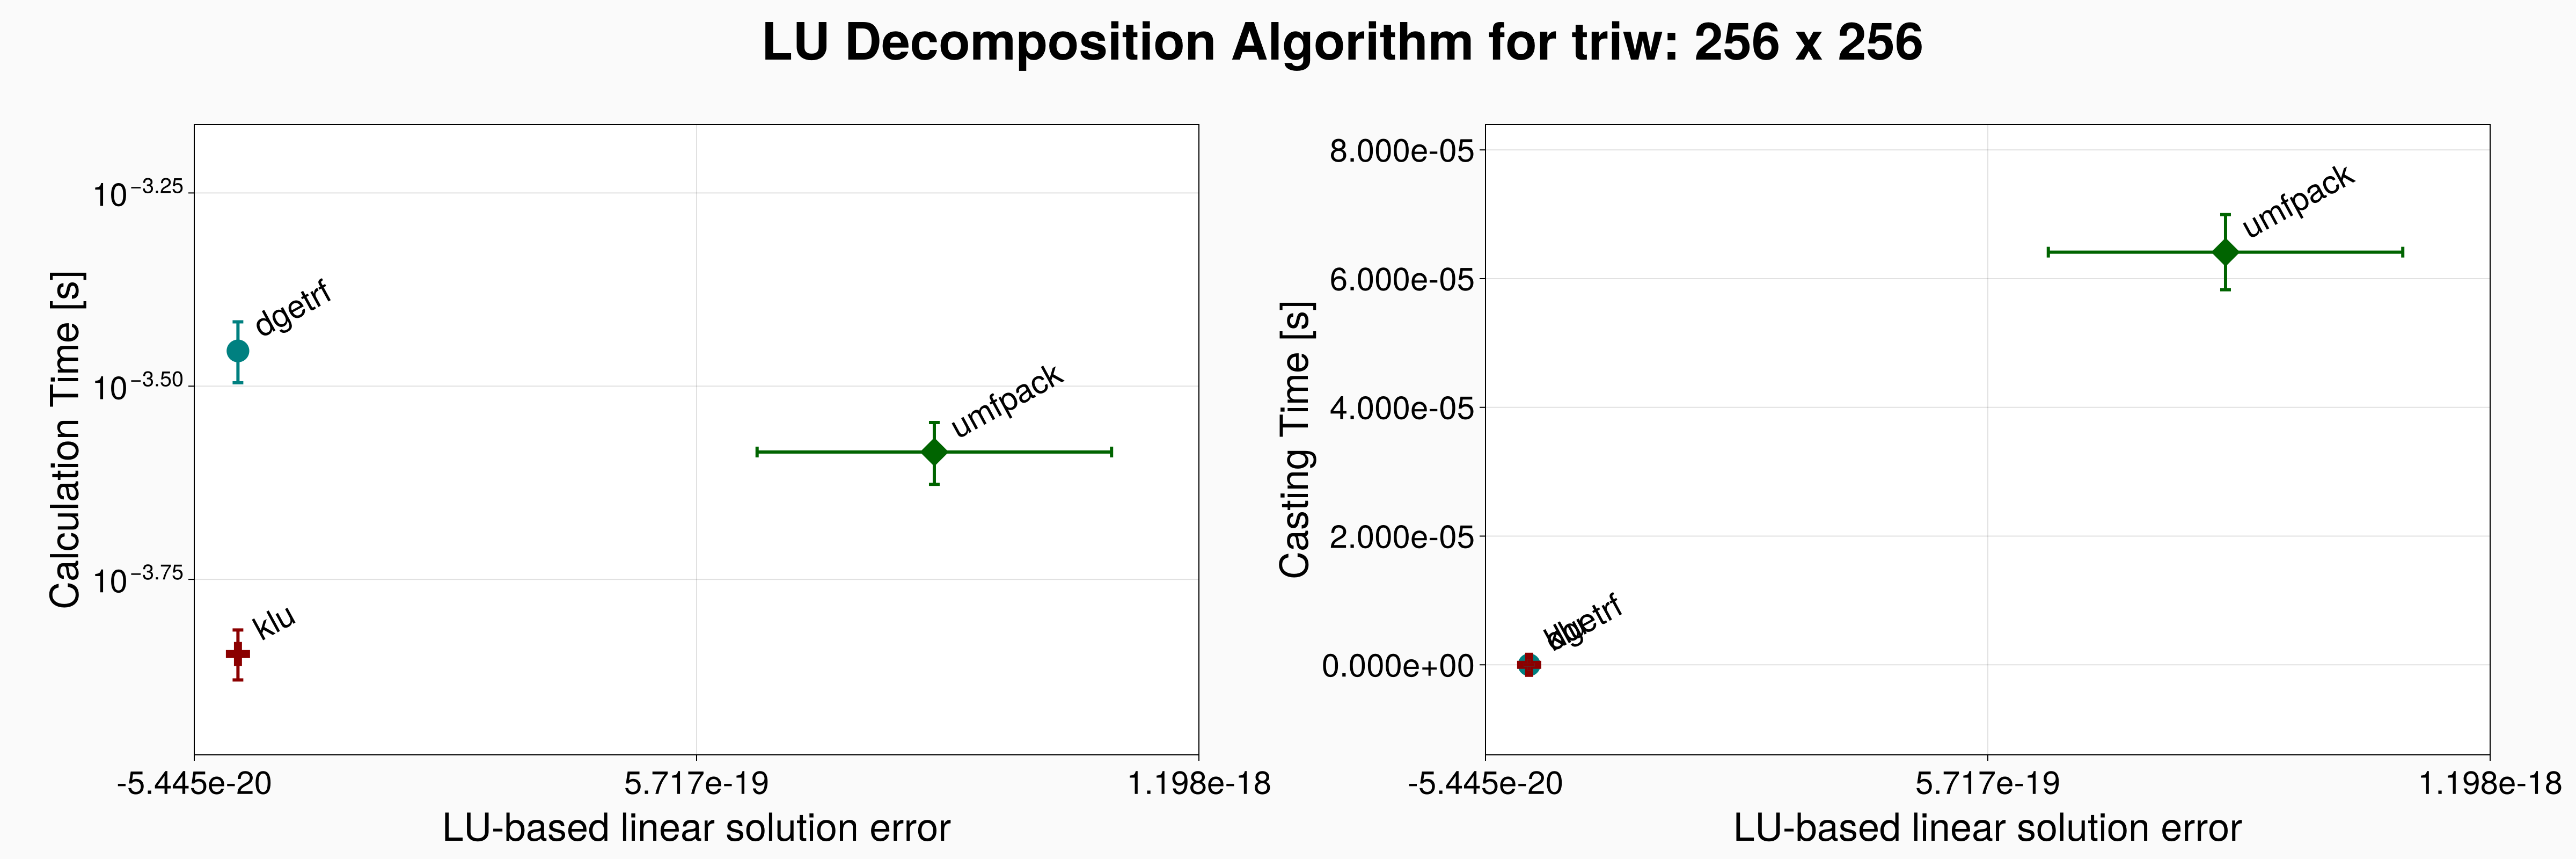 LU Decomposition Algorithm for triw: 256 x 256
Calculation Time [s]
10^−3.25
10^−3.50
10^−3.75
dgetrf
umfpack
klu
-5.445e-20
5.717e-19
1.198e-18
LU-based linear solution error
Casting Time [s]
8.000e-05
6.000e-05
4.000e-05
2.000e-05
0.000e+00
umfpack
dgetrf
klu
-5.445e-20
5.717e-19
1.198e-18
LU-based linear solution error